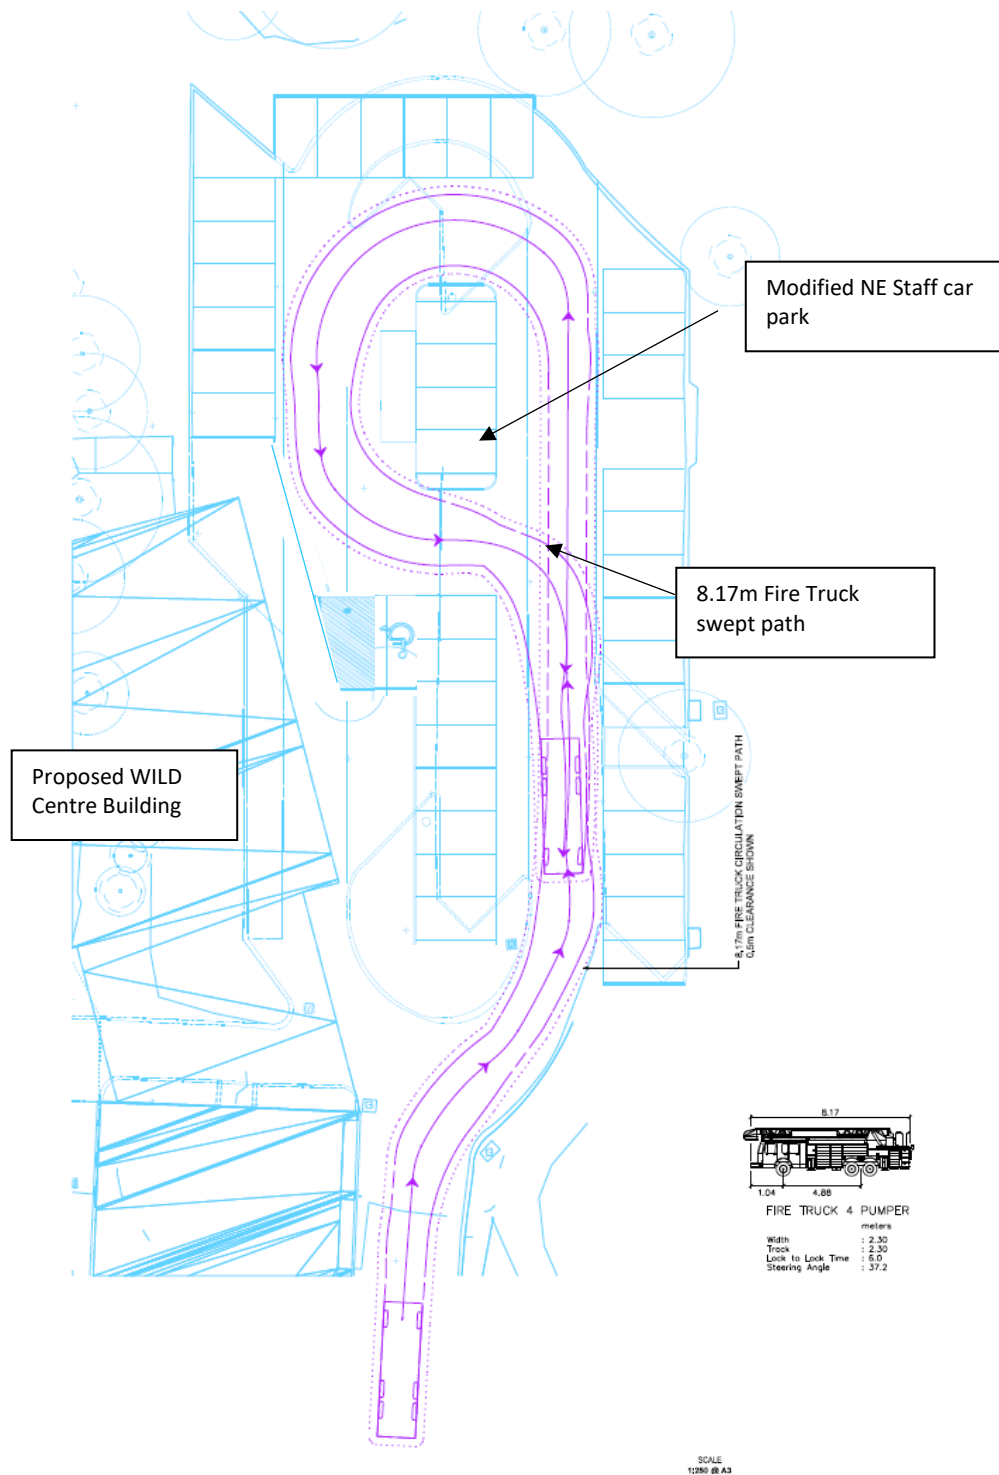 Modified NE Staff car
park
8.17m Fire Truck
swept path
Proposed WILD
Centre Building
8.17m FIRE TRUCK CIRCULATION SWEPT PATH
0.5m CLEARANCE SHOWN
8.17
1.04 4.88
FIRE TRUCK 4 PUMPER
meters
Width : 2.30
Track : 2.30
Lock to Lock Time : 6.0
Steering Angle : 37.2
SCALE
1:250 @ A3